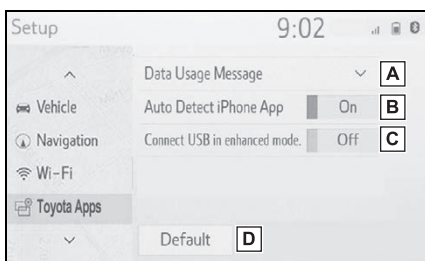 Setup 9:02
Data Usage Message A
Vehicle Auto Detect iPhone App On B
Navigation Connect USB in enhanced mode. Off C
Wi-Fi
Toyota Apps
Default D